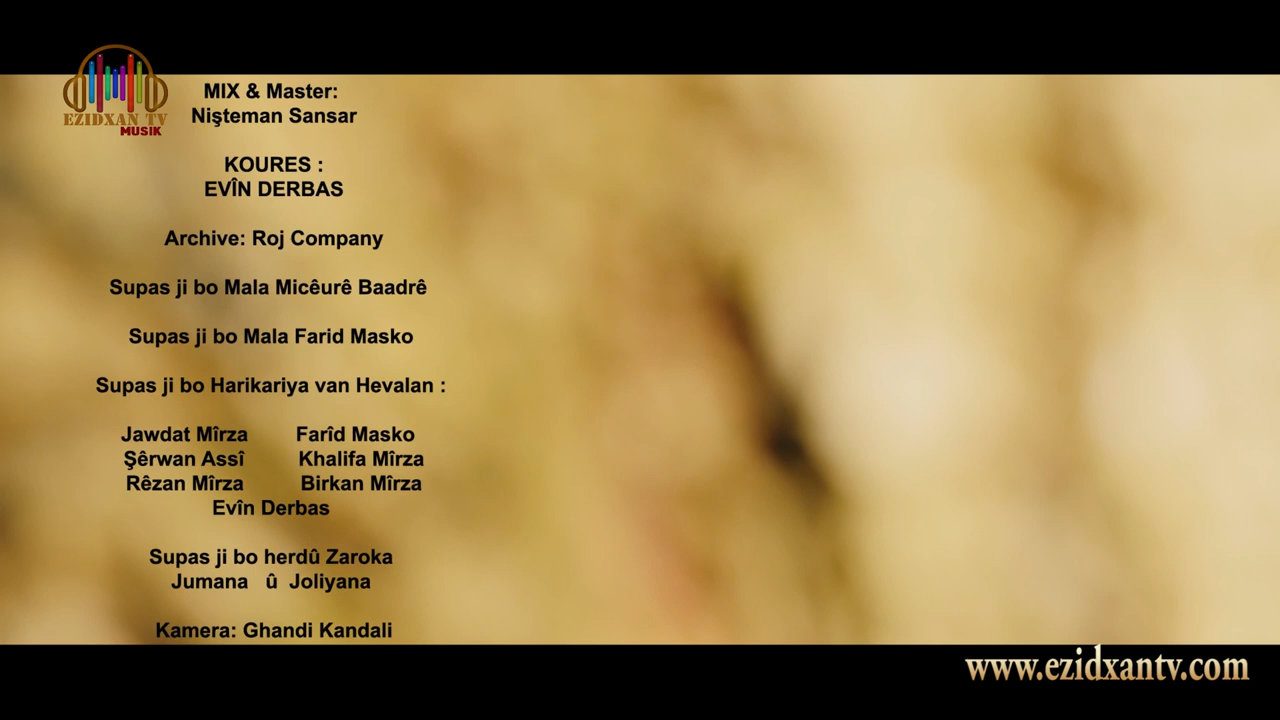 EZIDXAN TV
MUSIK
MIX & Master:
Nişteman Sansar
KOURES :
EVÎN DERBAS
Archive: Roj Company
Supas ji bo Mala Micêurê Baadrê
Supas ji bo Mala Farid Masko
Supas ji bo Harikariya van Hevalan :
Jawdat Mîrza Farîd Masko
Şêrwan Assî Khalifa Mîrza
Rêzan Mîrza Birkan Mîrza
Evîn Derbas
Supas ji bo herdû Zaroka
Jumana û Joliyana
Kamera: Ghandi Kandali
www.ezidxantv.com